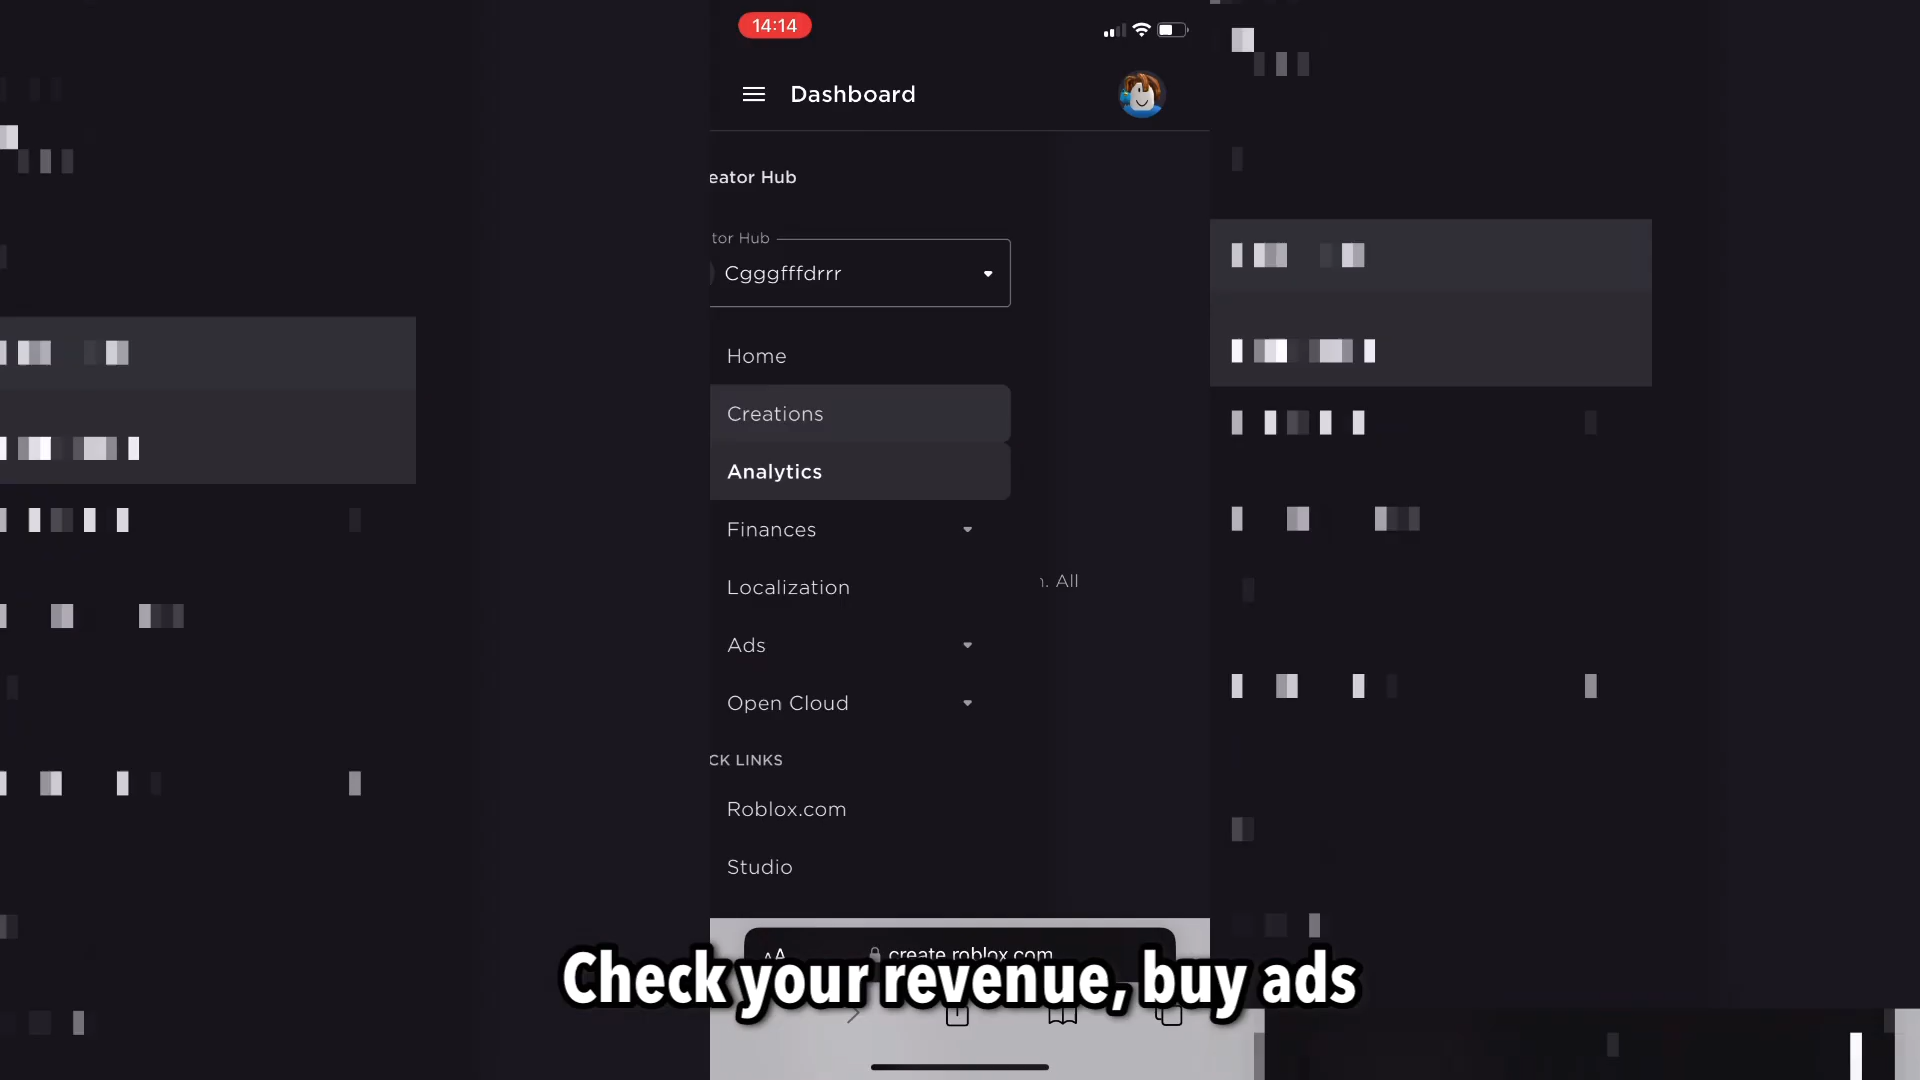 14:14
Dashboard
eator Hub
tor Hub
Cgggfffdrrr
Home
Creations
Analytics
Finances
Localization
. All
Ads
Open Cloud
CK LINKS
Roblox.com
Studio
AA create.roblox.com
Check your revenue, buy ads